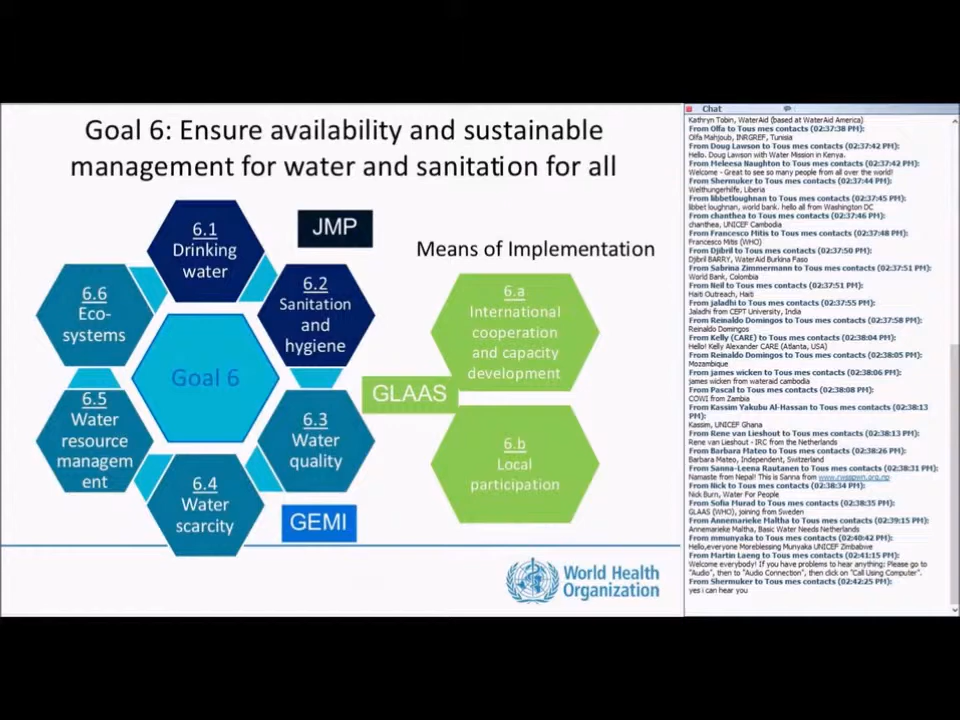 Goal 6: Ensure availability and sustainable
management for water and sanitation for all
6.1
Drinking
water
JMP
6.2
Sanitation
and
hygiene
6.6
Eco-
systems
Goal 6
6.5
Water
resource
managem
ent
6.3
Water
quality
6.4
Water
scarcity
GEMI
Means of Implementation
6.a
International
cooperation
and capacity
development
GLAAS
6.b
Local
participation
World Health
Organization
Chat
Kathryn Tobin, WaterAid (based at WaterAid America)
From Olfa to Tous mes contacts (02:37:38 PM):
Olfa Mahjoub, INRGREF, Tunisia
From Doug Lawson to Tous mes contacts (02:37:42 PM):
Hello. Doug Lawson with Water Mission in Kenya.
From Meleesa Naughton to Tous mes contacts (02:37:42 PM):
Welcome - Great to see so many people from all over the world!
From Shermuker to Tous mes contacts (02:37:44 PM):
Welthungerhilfe, Liberia
From libbetloughnan to Tous mes contacts (02:37:45 PM):
libbet loughnan, world bank. hello all from Washington DC
From chanthea to Tous mes contacts (02:37:46 PM):
chanthea, UNICEF Cambodia
From Francesco Mitis to Tous mes contacts (02:37:48 PM):
Francesco Mitis (WHO)
From Djibril to Tous mes contacts (02:37:50 PM):
Djibril BARRY, WaterAid Burkina Faso
From Sabrina Zimmermann to Tous mes contacts (02:37:51 PM):
World Bank, Colombia
From Neil to Tous mes contacts (02:37:51 PM):
Haiti Outreach, Haiti
From jaladhi to Tous mes contacts (02:37:55 PM):
Jaladhi from CEPT University, India
From Reinaldo Domingos to Tous mes contacts (02:37:58 PM):
Reinaldo Domingos
From Kelly (CARE) to Tous mes contacts (02:38:04 PM):
Hello! Kelly Alexander CARE (Atlanta, USA)
From Reinaldo Domingos to Tous mes contacts (02:38:05 PM):
Mozambique
From james wicken to Tous mes contacts (02:38:06 PM):
james wicken from wateraid cambodia
From Pascal to Tous mes contacts (02:38:08 PM):
COWI from Zambia
From Kassim Yakubu Al-Hassan to Tous mes contacts (02:38:13
PM):
Kassim, UNICEF Ghana
From Rene van Lieshout to Tous mes contacts (02:38:13 PM):
Rene van Lieshout - IRC from the Netherlands
From Barbara Mateo to Tous mes contacts (02:38:26 PM):
Barbara Mateo, Independent, Switzerland
From Sanna-Leena Rautanen to Tous mes contacts (02:38:31 PM):
Namaste from Nepal! This is Sanna from www.rwsspwn.org.np
From Nick to Tous mes contacts (02:38:34 PM):
Nick Burn, Water For People
From Sofia Murad to Tous mes contacts (02:38:35 PM):
GLAAS (WHO), joining from Sweden
From Annemarieke Maltha to Tous mes contacts (02:39:15 PM):
Annemarieke Maltha, Basic Water Needs Netherlands
From mmunyaka to Tous mes contacts (02:40:42 PM):
Hello,everyone Moreblessing Munyaka UNICEF Zimbabwe
From Martin Laeng to Tous mes contacts (02:41:15 PM):
Welcome everybody! If you have problems to hear anything: Please go to
"Audio", then to "Audio Connection", then click on "Call Using Computer".
From Shermuker to Tous mes contacts (02:42:25 PM):
yes i can hear you